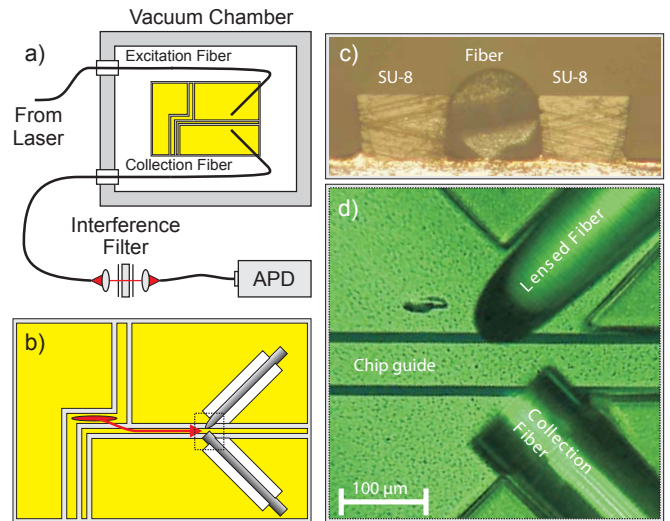 Vacuum Chamber
a)
Excitation Fiber
From
Laser
Collection Fiber
Interference
Filter
APD
b)
c)
Fiber
SU-8
SU-8
d)
Lensed Fiber
Chip guide
Collection
Fiber
100 µm